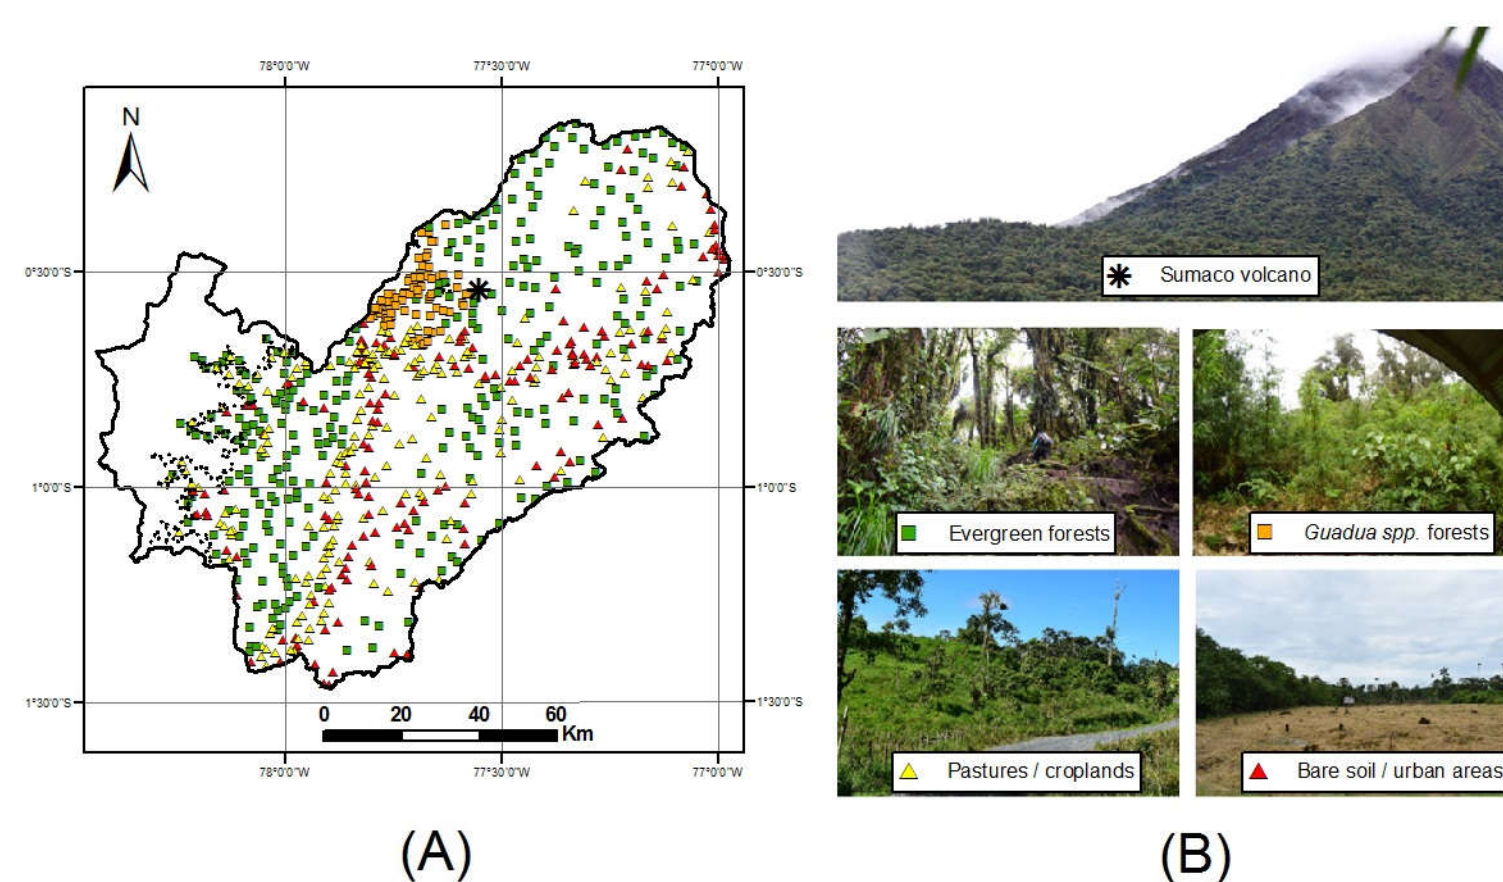 78°0'0"W
77°30'0"W
77°0'0"W
N
0°30'0"S
0°30'0"S
1°0'0"S
1°0'0"S
1°30'0"S
1°30'0"S
0 20 40 60
Km
78°0'0"W
77°30'0"W
77°0'0"W
(A)
Sumaco volcano
Evergreen forests
Guadua spp. forests
Pastures / croplands
Bare soil / urban areas
(B)